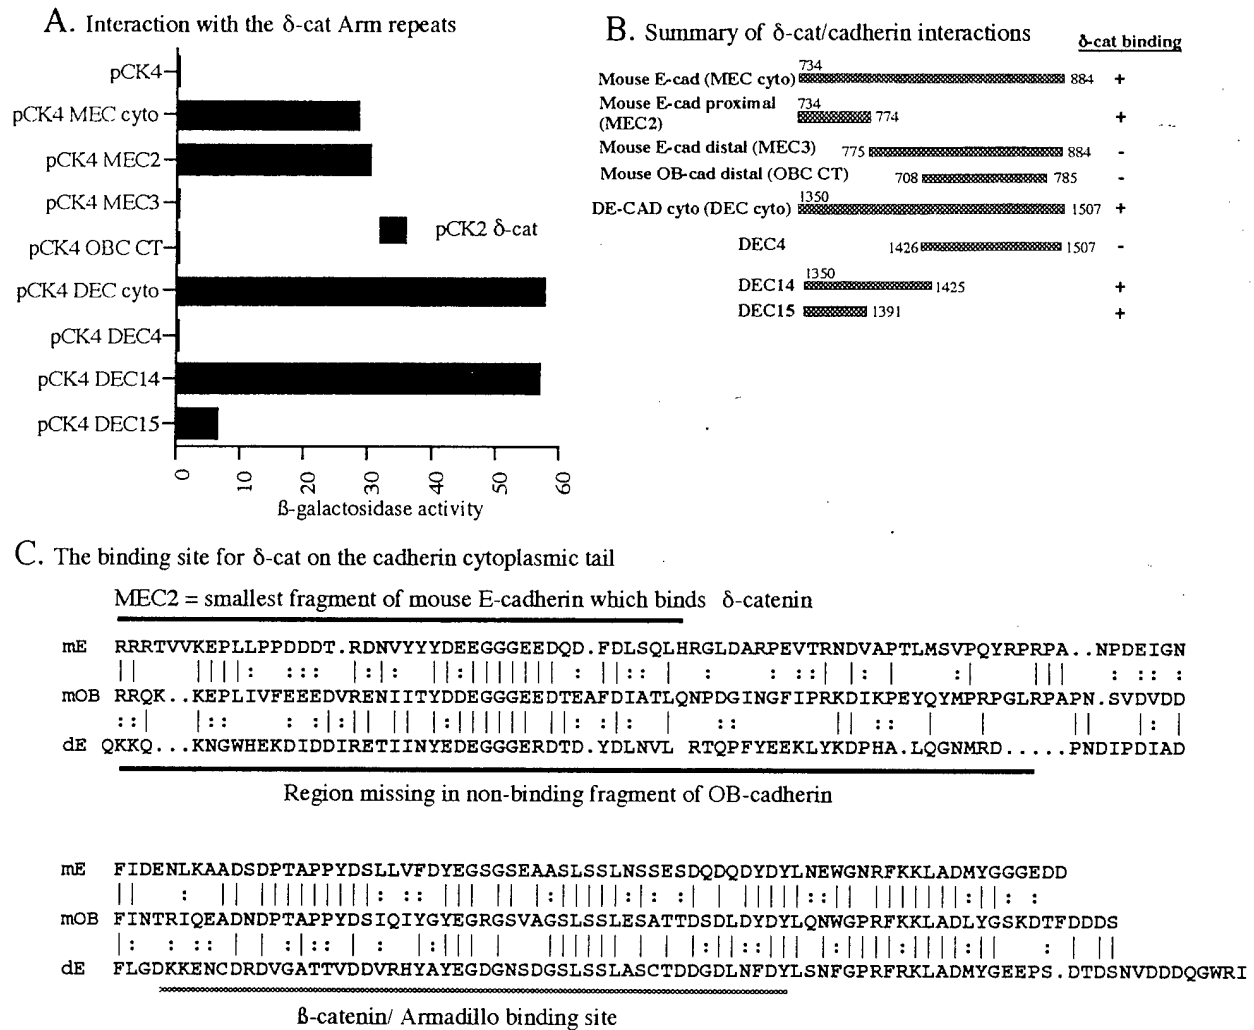 A. Interaction with the δ-cat Arm repeats
pCK4
pCK4 MEC cyto
pCK4 MEC2
pCK4 MEC3
pCK4 OBC CT
pCK4 DEC cyto
pCK4 DEC4
pCK4 DEC14
pCK4 DEC15
pCK2 δ-cat
0 10 20 30 40 50 60
ß-galactosidase activity
B. Summary of δ-cat/cadherin interactions
δ-cat binding
Mouse E-cad (MEC cyto) 734 884 +
Mouse E-cad proximal
(MEC2) 734 774 +
Mouse E-cad distal (MEC3) 775 884 -
Mouse OB-cad distal (OBC CT) 708 785 -
DE-CAD cyto (DEC cyto) 1350 1507 +
DEC4 1426 1507 -
DEC14 1350 1425 +
DEC15 1391 +
C. The binding site for δ-cat on the cadherin cytoplasmic tail
MEC2 = smallest fragment of mouse E-cadherin which binds δ-catenin
mE RRRTVVKEPLLPPDDDT.RDNVYYYDEEGGGEEDQD.FDLSQLHRGLDARPEVTRNDVAPTLMSVPQYRPRPA..NPDEIGN
mOB RRQK..KEPLIVFEEEDVRENIITYDDEGGGEEDTEAFDIATLQNPDGINGFIPRKDIKPEYQYMPRPGLRPAPN.SVDVDD
dE QKKQ...KNGWHEKDIDDIRETIINYEDEGGGERDTD.YDLNVL RTQPFYEEKLYKDPHA.LQGNMRD.....PNDIPDIAD
Region missing in non-binding fragment of OB-cadherin
mE FIDENLKAADSDPTAPPYDSLLVFDYEGSGSEAASLSSLNSSESDQDQDYDYLNEWGNRFKKLADMYGGGEDD
mOB FINTRIQEADNDPTAPPYDSIQIYGYEGRGSVAGSLSSLESATTDSDLDYDYLQNWGPRFKKLADLYGSKDTFDDDS
dE FLGDKKENCDRDVGATTVDDVRHYAYEGDGNSDGSLSSLASCTDDGDLNFDYLSNFGPRFRKLADMYGEEPS.DTDSNVDDDQGWRI
ß-catenin/ Armadillo binding site